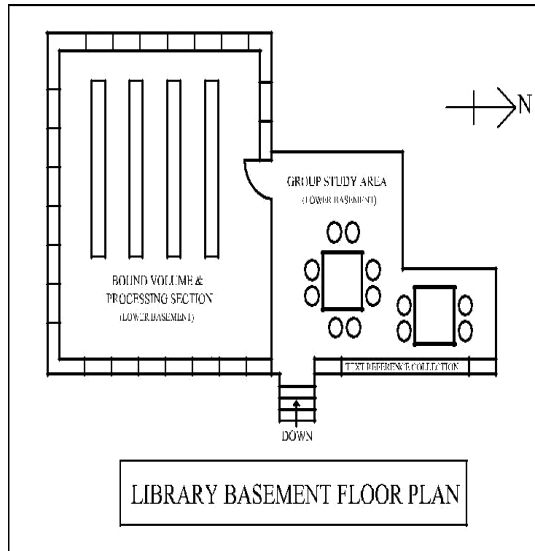 N
GROUP STUDY AREA
(LOWER BASEMENT)
BOUND VOLUME &
PROCESSING SECTION
(LOWER BASEMENT)
TEXT REFERENCE COLLECTION
DOWN
LIBRARY BASEMENT FLOOR PLAN